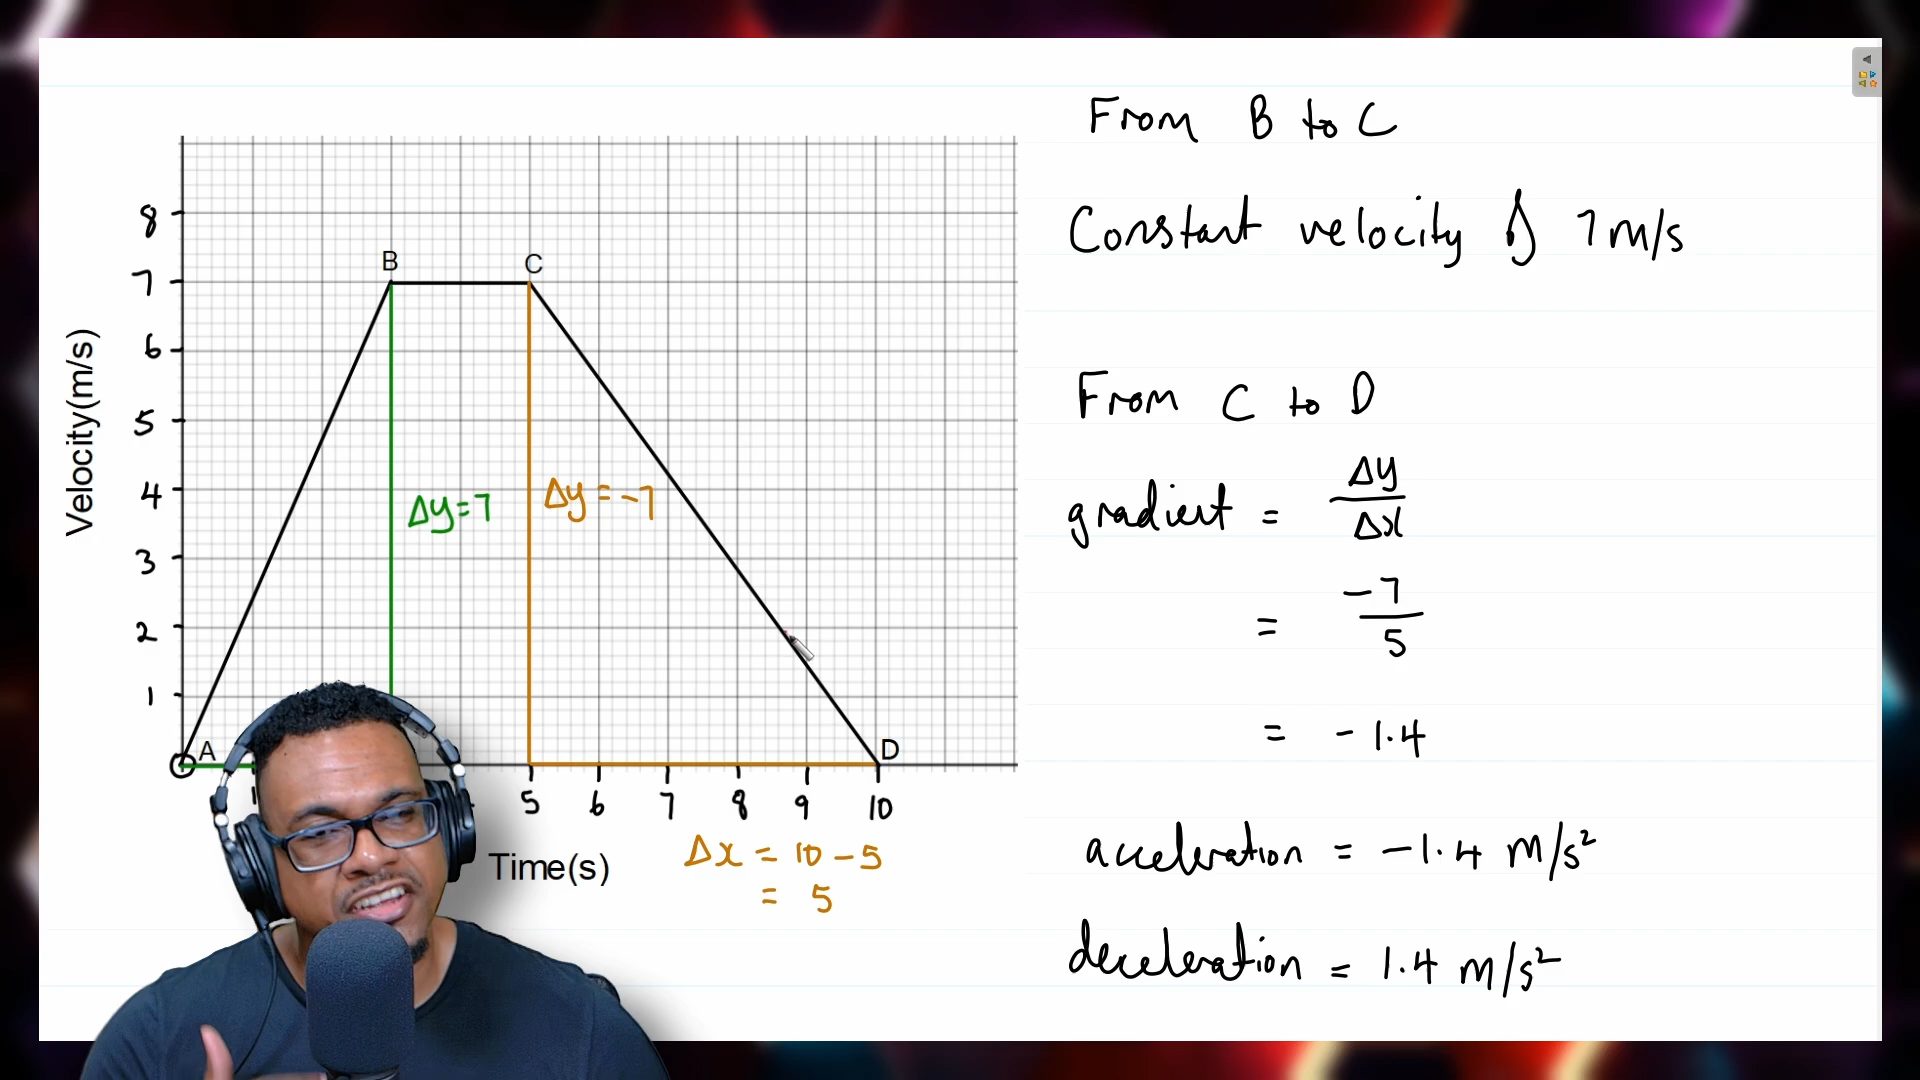 From B to C
Constant velocity of 7m/s
From C to D
gradient = Δy
Δx
= -7
5
= -1.4
acceleration = -1.4 m/s²
deceleration = 1.4 m/s²
Velocity(m/s)
8
7
6
5
4
3
2
1
B
C
Δy=7
Δy=-7
A
D
5 6 7 8 9 10
Time(s)
Δx = 10-5
= 5